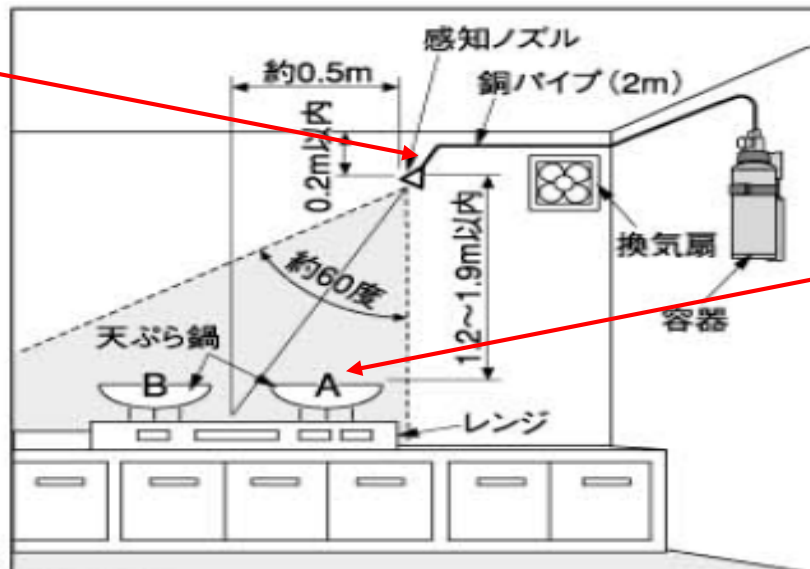 感知ノズル
約0.5m
銅パイプ(2m)
0.2m以内
換気扇
約60度
1.2～1.9m以内
容器
天ぷら鍋
B
A
レンジ